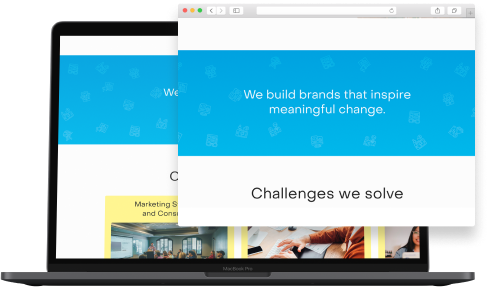 We build brands that inspire
meaningful change.
Challenges we solve
We
C
Marketing S
and Consu
MacBook Pro